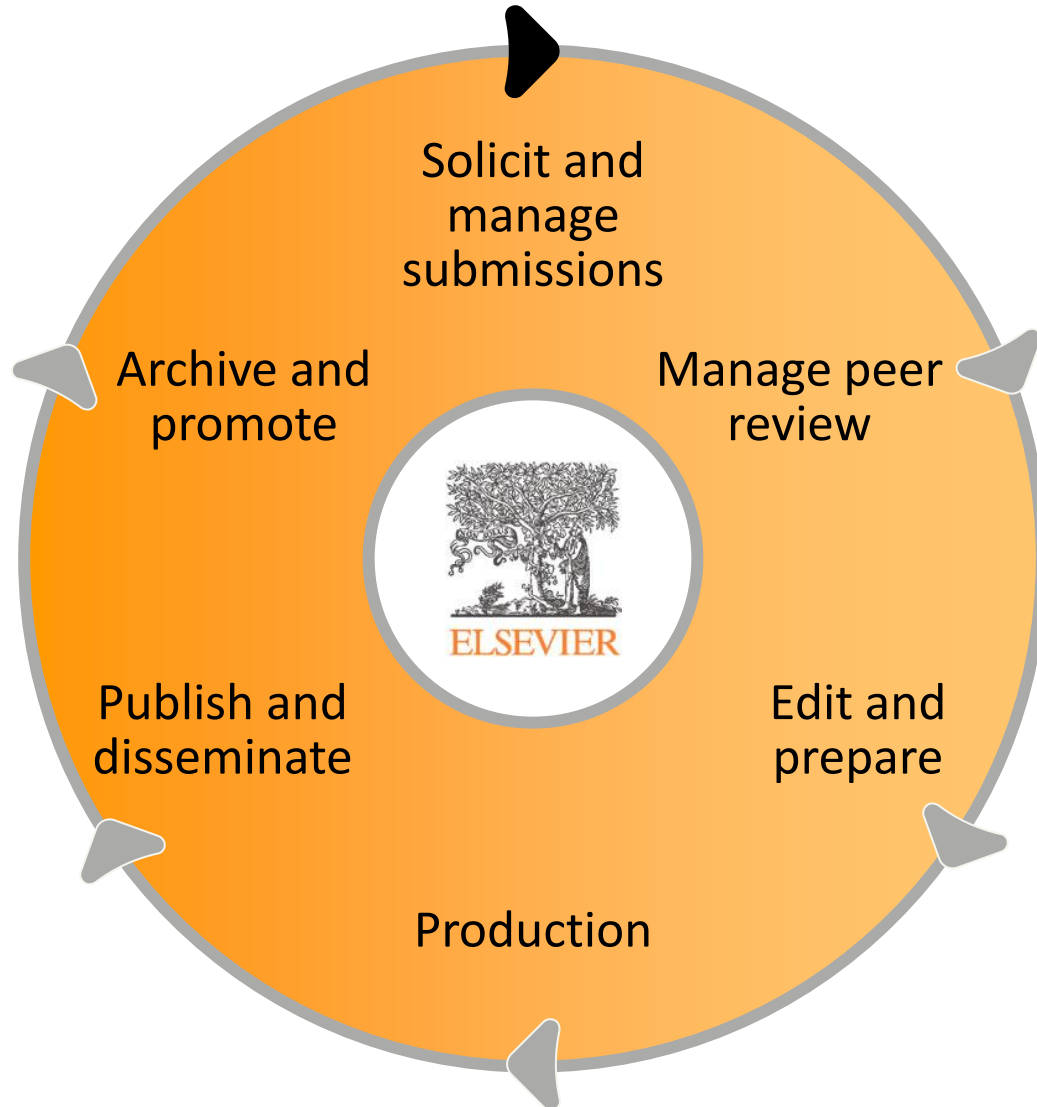 Solicit and
manage
submissions
Manage peer
review
Edit and
prepare
Production
Publish and
disseminate
Archive and
promote
ELSEVIER